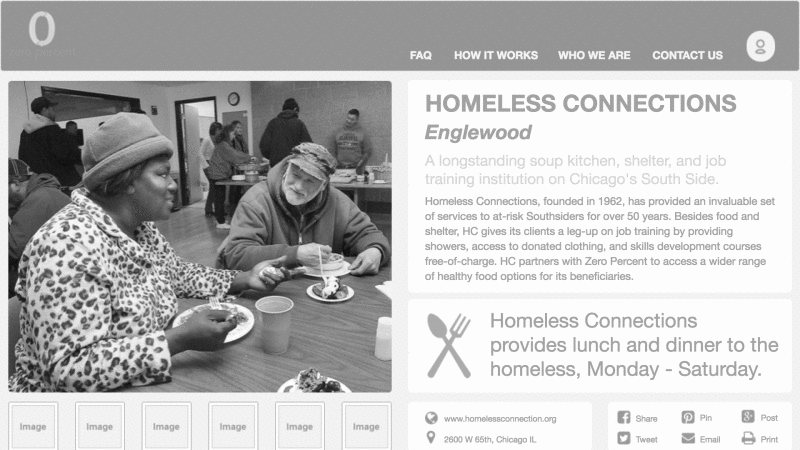 0
zero percent
FAQ HOW IT WORKS WHO WE ARE CONTACT US
HOMELESS CONNECTIONS
Englewood
A longstanding soup kitchen, shelter, and job
training institution on Chicago's South Side.
Homeless Connections, founded in 1962, has provided an invaluable set
of services to at-risk Southsiders for over 50 years. Besides food and
shelter, HC gives its clients a leg-up on job training by providing
showers, access to donated clothing, and skills development courses
free-of-charge. HC partners with Zero Percent to access a wider range
of healthy food options for its beneficiaries.
Homeless Connections
provides lunch and dinner to the
homeless, Monday - Saturday.
Image Image Image Image Image Image
www.homelessconnection.org
2600 W 65th, Chicago IL
Share Pin Post
Tweet Email Print